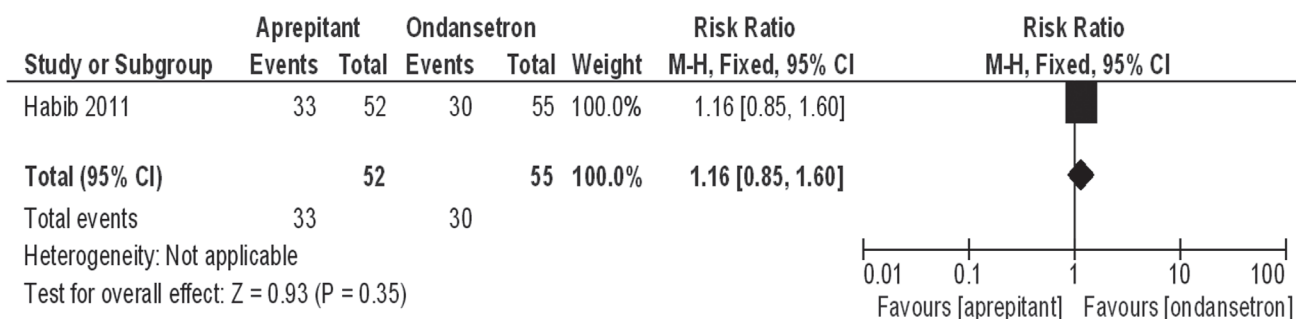 Aprepitant Ondansetron Risk Ratio Risk Ratio
Study or Subgroup Events Total Events Total Weight M-H, Fixed, 95% CI M-H, Fixed, 95% CI
Habib 2011 33 52 30 55 100.0% 1.16 [0.85, 1.60]
Total (95% CI) 52 55 100.0% 1.16 [0.85, 1.60]
Total events 33 30
Heterogeneity: Not applicable
Test for overall effect: Z = 0.93 (P = 0.35)
0.01 0.1 1 10 100
Favours [aprepitant] Favours [ondansetron]